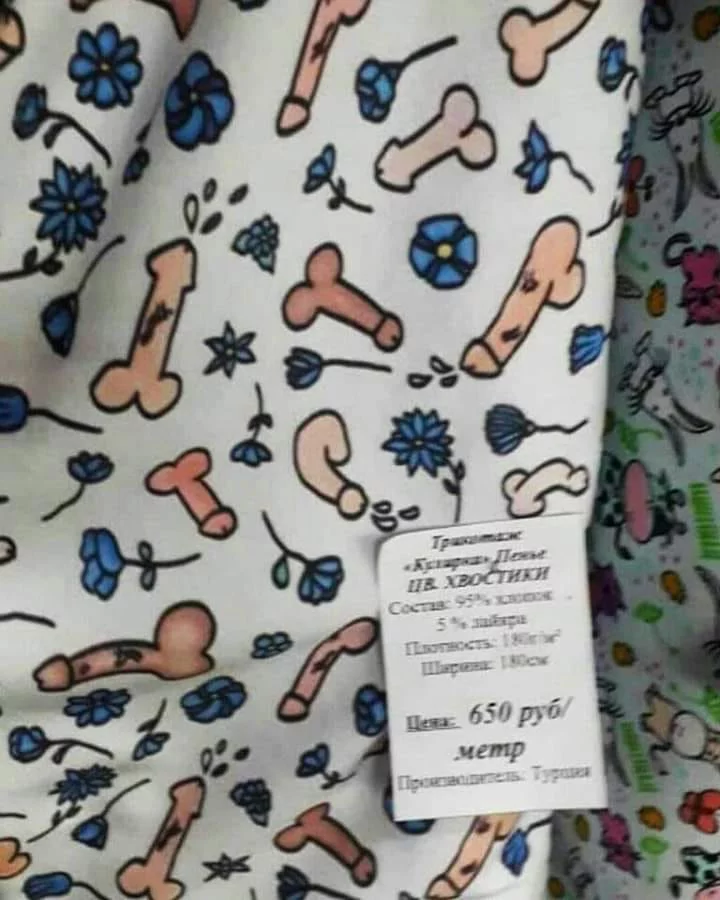 Трикотаж
«Кулирка» Пенье
ЦВ. ХВОСТИКИ
Состав: 95% хлопок
5 % лайкра
Плотность: 180г/м²
Ширина: 180см
Цена: 650 руб/
метр
Производитель: Турция